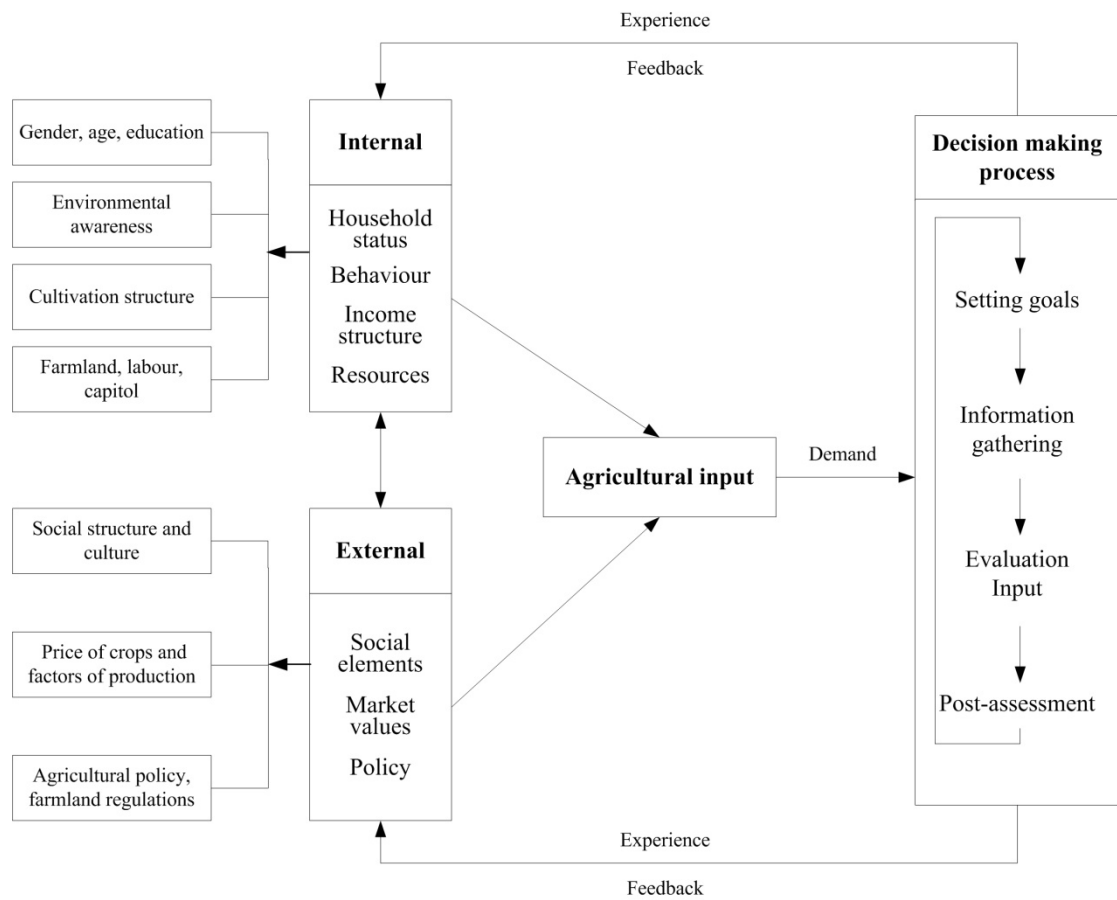 Experience
Feedback
Gender, age, education
Environmental
awareness
Cultivation structure
Farmland, labour,
capitol
Internal
Household
status
Behaviour
Income
structure
Resources
Social structure and
culture
Price of crops and
factors of production
Agricultural policy,
farmland regulations
External
Social
elements
Market
values
Policy
Agricultural input
Demand
Decision making
process
Setting goals
Information
gathering
Evaluation
Input
Post-assessment
Experience
Feedback